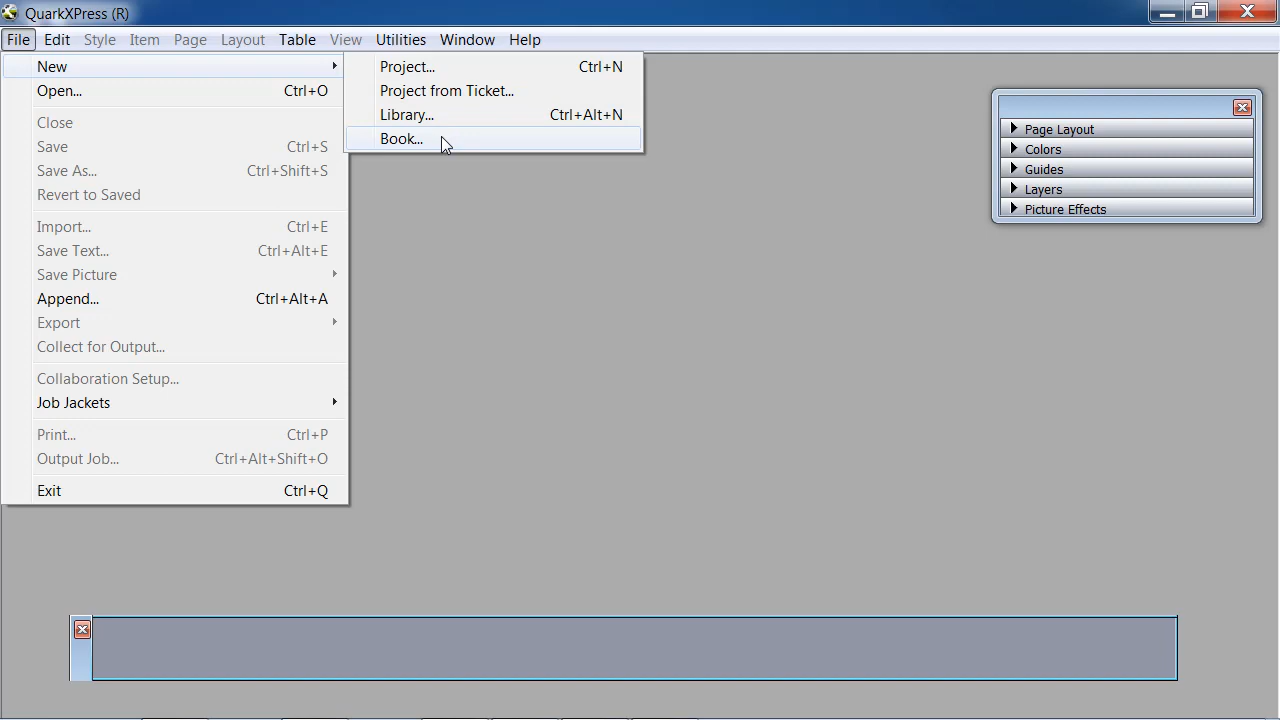 QuarkXPress (R)
File Edit Style Item Page Layout Table View Utilities Window Help
New
Open... Ctrl+O
Close
Save Ctrl+S
Save As... Ctrl+Shift+S
Revert to Saved
Import... Ctrl+E
Save Text... Ctrl+Alt+E
Save Picture
Append... Ctrl+Alt+A
Export
Collect for Output...
Collaboration Setup...
Job Jackets
Print... Ctrl+P
Output Job... Ctrl+Alt+Shift+O
Exit Ctrl+Q
Project... Ctrl+N
Project from Ticket...
Library... Ctrl+Alt+N
Book...
Page Layout
Colors
Guides
Layers
Picture Effects